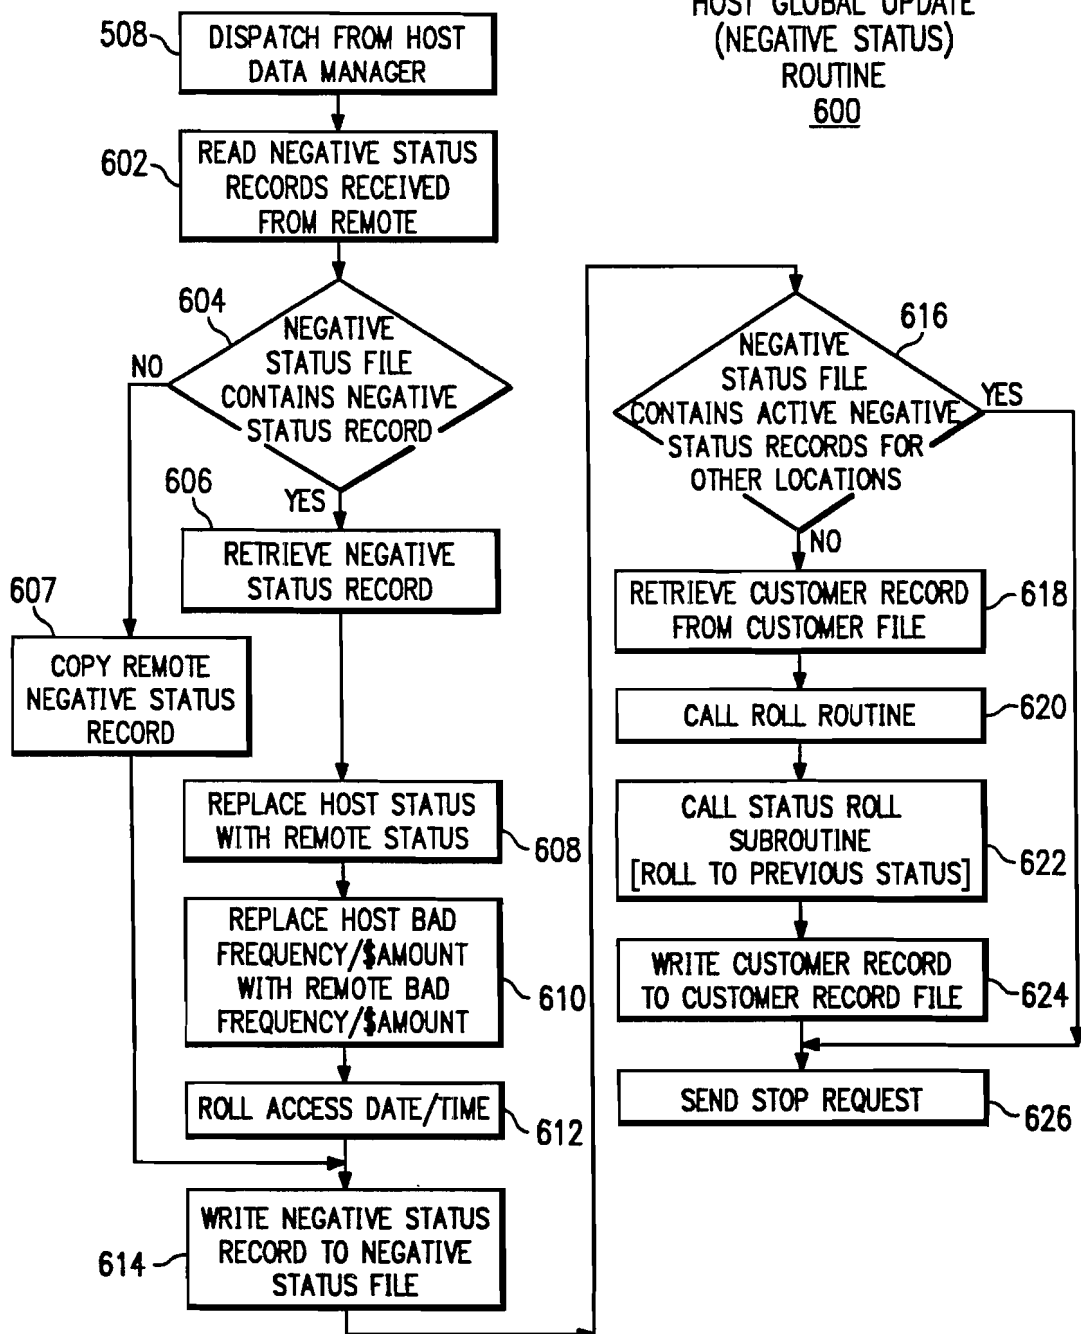 HOST GLOBAL UPDATE
(NEGATIVE STATUS)
ROUTINE
600
508
DISPATCH FROM HOST
DATA MANAGER
602
READ NEGATIVE STATUS
RECORDS RECEIVED
FROM REMOTE
604
NEGATIVE
STATUS FILE
CONTAINS NEGATIVE
STATUS RECORD
NO
YES
606
RETRIEVE NEGATIVE
STATUS RECORD
607
COPY REMOTE
NEGATIVE STATUS
RECORD
REPLACE HOST STATUS
WITH REMOTE STATUS
608
REPLACE HOST BAD
FREQUENCY/$AMOUNT
WITH REMOTE BAD
FREQUENCY/$AMOUNT
610
ROLL ACCESS DATE/TIME
612
WRITE NEGATIVE STATUS
RECORD TO NEGATIVE
STATUS FILE
614
616
NEGATIVE
STATUS FILE
CONTAINS ACTIVE NEGATIVE
STATUS RECORDS FOR
OTHER LOCATIONS
YES
NO
RETRIEVE CUSTOMER RECORD
FROM CUSTOMER FILE
618
CALL ROLL ROUTINE
620
CALL STATUS ROLL
SUBROUTINE
[ROLL TO PREVIOUS STATUS]
622
WRITE CUSTOMER RECORD
TO CUSTOMER RECORD FILE
624
SEND STOP REQUEST
626